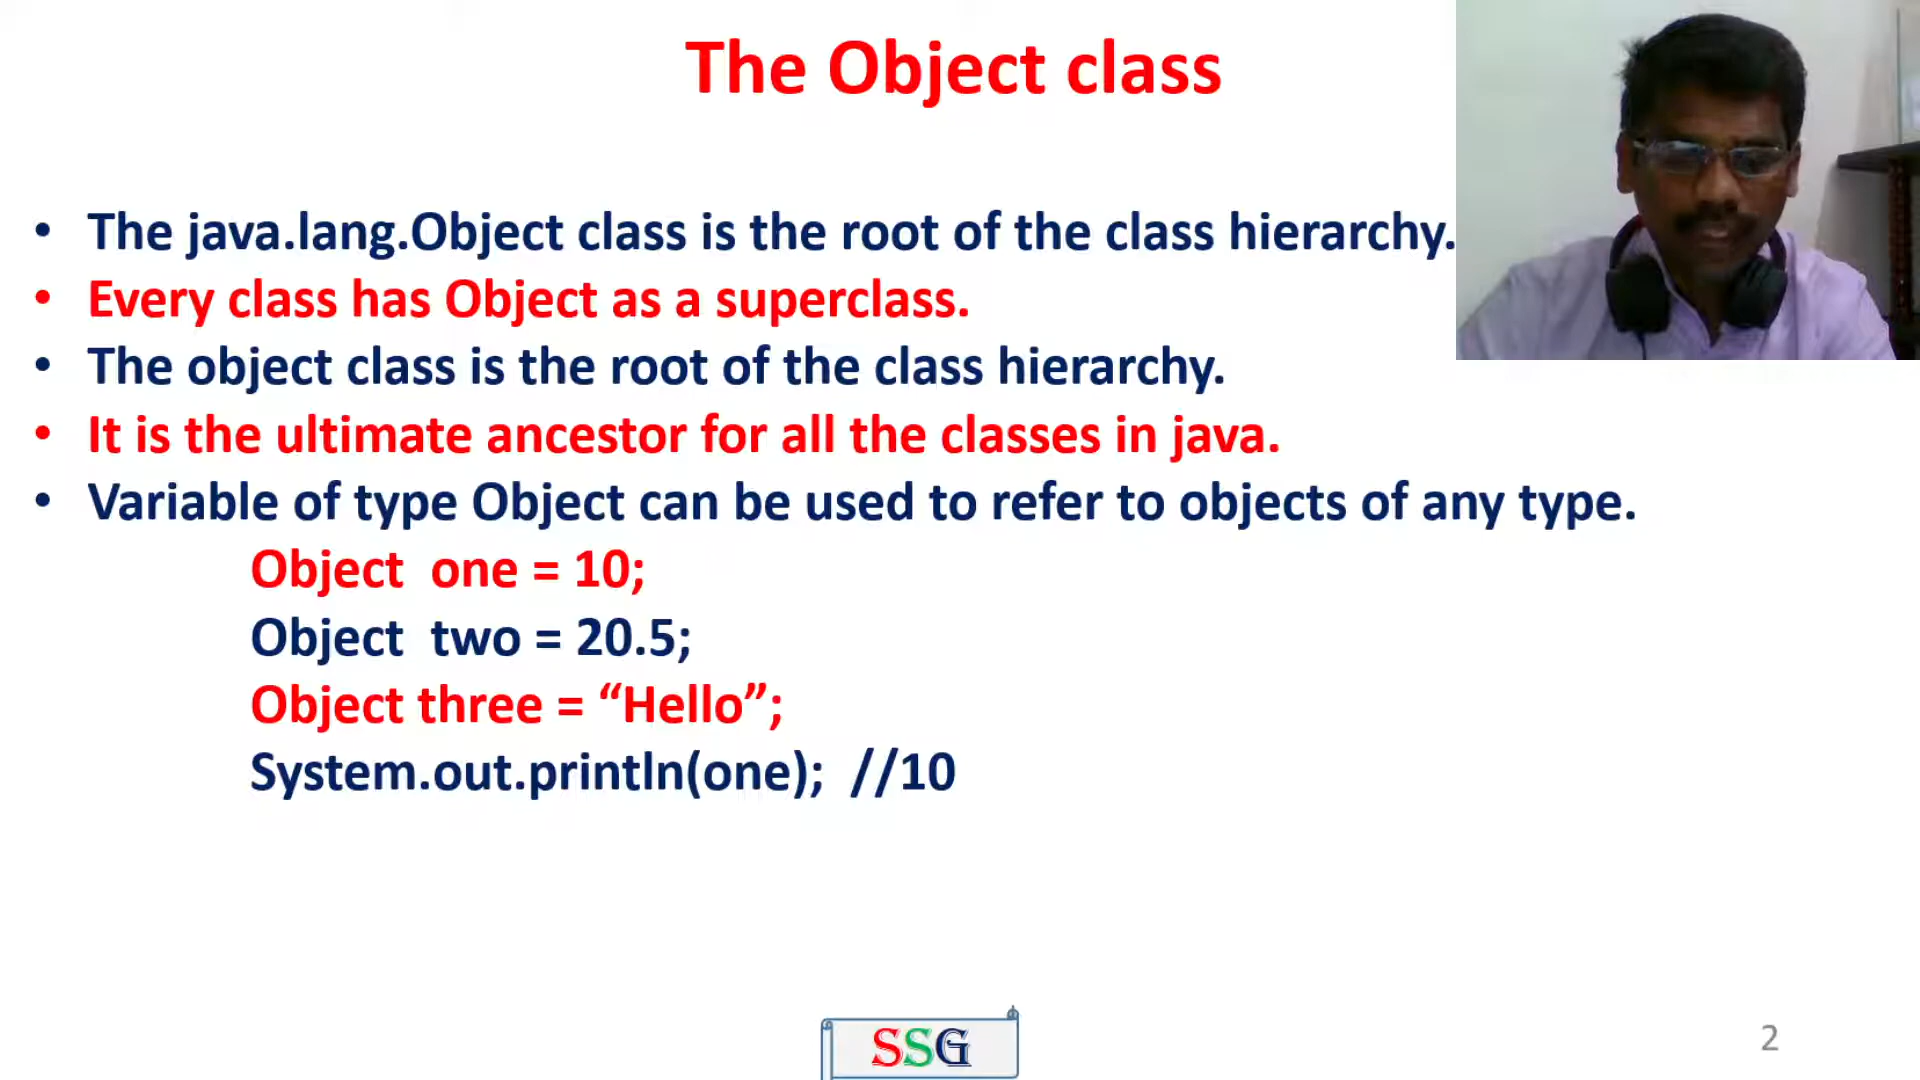 The Object class
• The java.lang.Object class is the root of the class hierarchy.
• Every class has Object as a superclass.
• The object class is the root of the class hierarchy.
• It is the ultimate ancestor for all the classes in java.
• Variable of type Object can be used to refer to objects of any type.
Object one = 10;
Object two = 20.5;
Object three = “Hello”;
System.out.println(one); //10
SSG
2